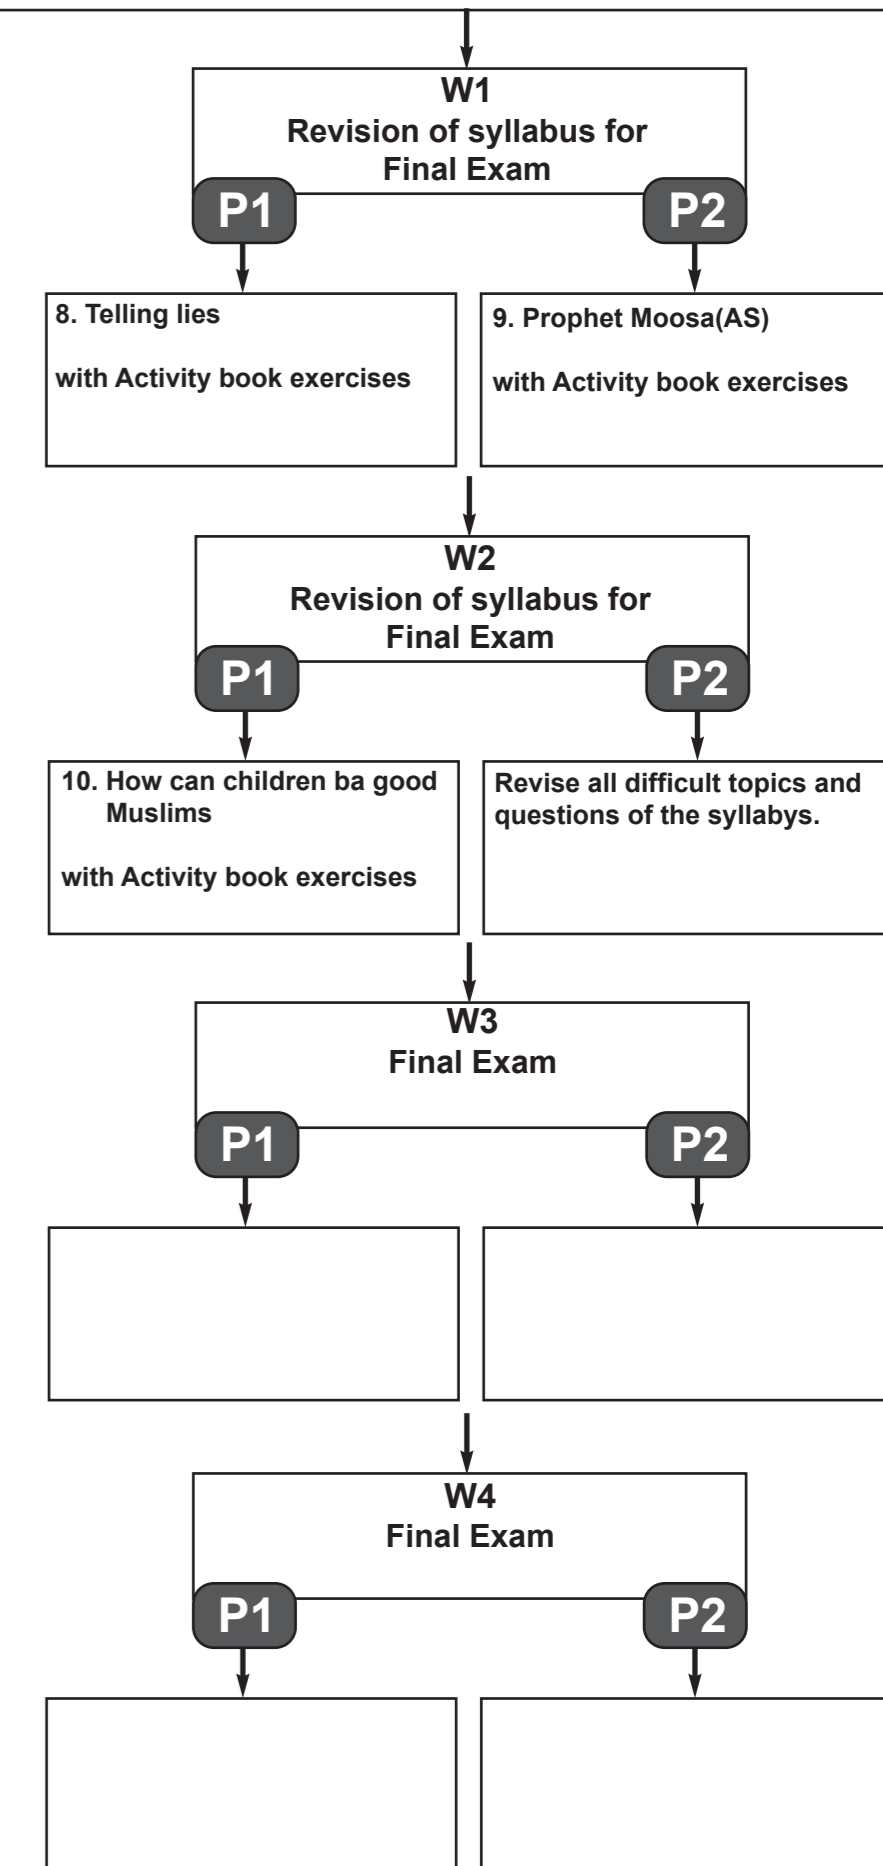 W1
Revision of syllabus for
Final Exam
P1
P2
8. Telling lies
with Activity book exercises
9. Prophet Moosa(AS)
with Activity book exercises
W2
Revision of syllabus for
Final Exam
P1
P2
10. How can children ba good
Muslims
with Activity book exercises
Revise all difficult topics and
questions of the syllabys.
W3
Final Exam
P1
P2
W4
Final Exam
P1
P2